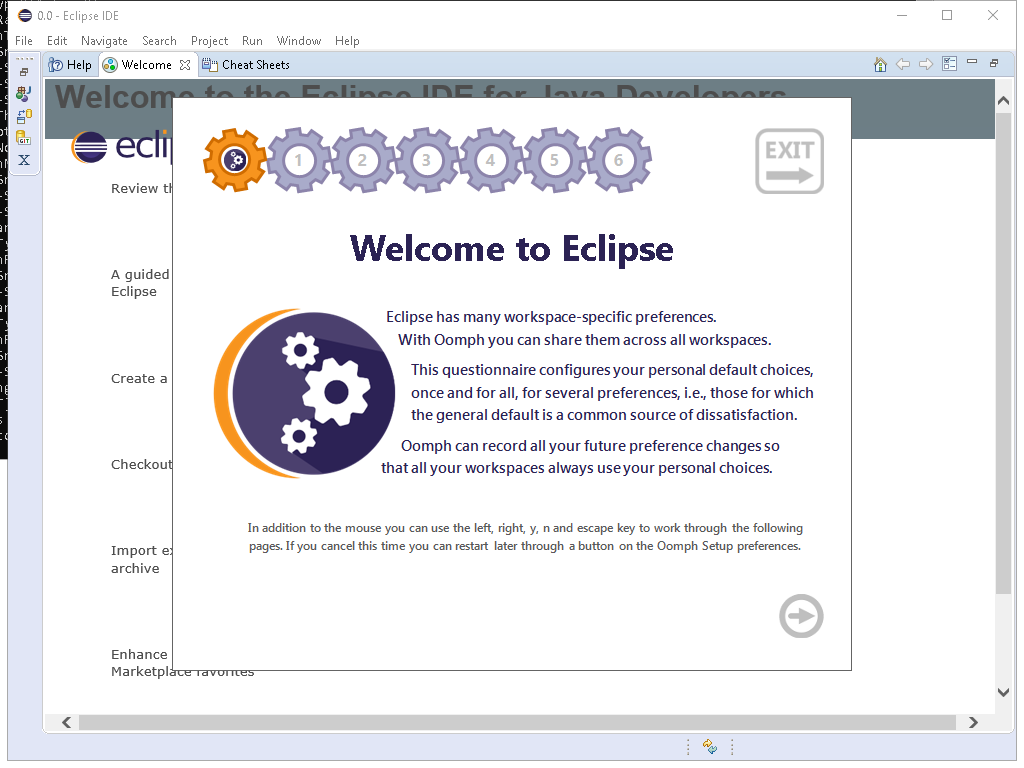 0.0 - Eclipse IDE
File Edit Navigate Search Project Run Window Help
Help Welcome Cheat Sheets
Welcome to the Eclipse IDE for Java Developers
GIT
X
1 2 3 4 5 6
EXIT
Review
Welcome to Eclipse
A guided
Eclipse
Eclipse has many workspace-specific preferences.
With Oomph you can share them across all workspaces.
This questionnaire configures your personal default choices,
Create a
once and for all, for several preferences, i.e., those for which
the general default is a common source of dissatisfaction.
Oomph can record all your future preference changes so
Checkout
that all your workspaces always use your personal choices.
In addition to the mouse you can use the left, right, y, n and escape key to work through the following
pages. If you cancel this time you can restart later through a button on the Oomph Setup preferences.
Import
archive
Enhance
Marketplace favorites